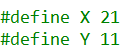 #define X 21
#define Y 11